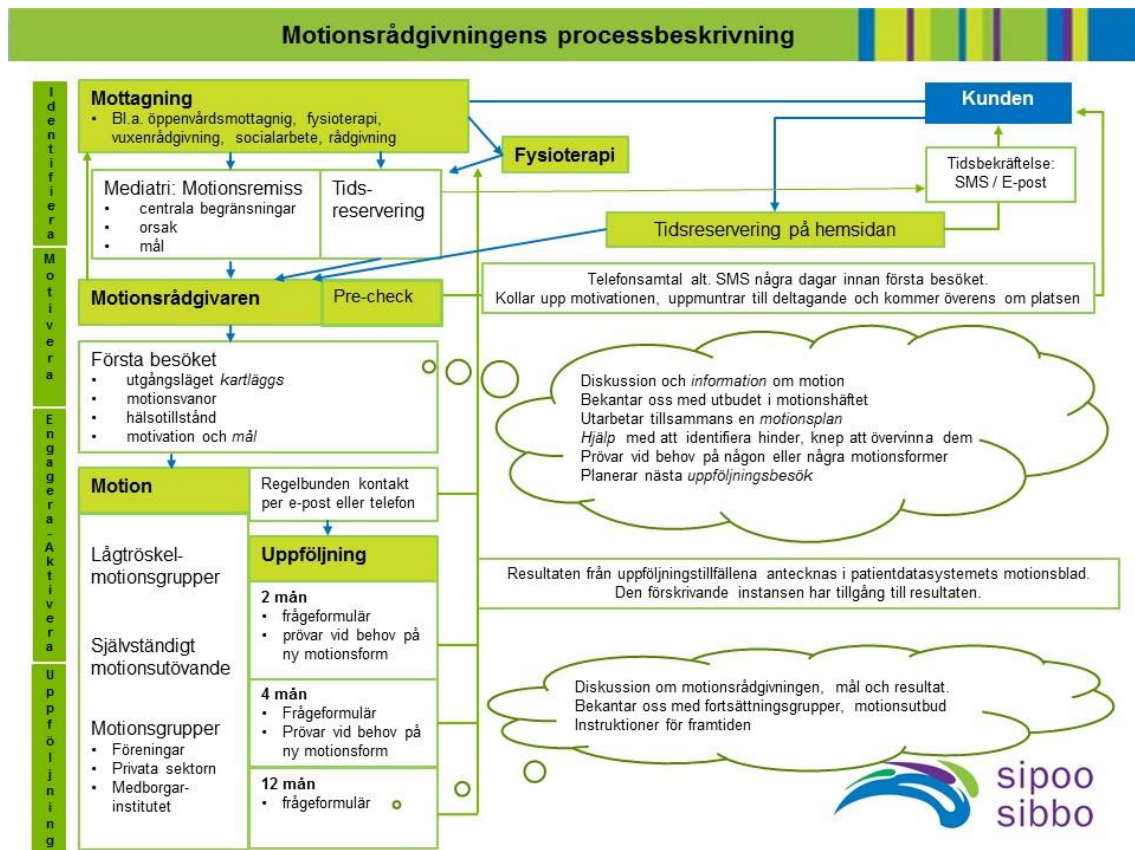 Motionsrådgivningens processbeskrivning
Identifiera
Mottagning
• Bl.a. öppenvårdsmottagnig, fysioterapi,
vuxenrådgivning, socialarbete, rådgivning
Kunden
Fysioterapi
Tidsbekräftelse:
SMS / E-post
Mediatri: Motionsremiss
• centrala begränsningar
• orsak
• mål
Tids-
reservering
Tidsreservering på hemsidan
Motivera
Motionsrådgivaren
Pre-check
Telefonsamtal alt. SMS några dagar innan första besöket.
Kollar upp motivationen, uppmuntrar till deltagande och kommer överens om platsen
Första besöket
• utgångsläget kartläggs
• motionsvanor
• hälsotillstånd
• motivation och mål
Diskussion och information om motion
Bekantar oss med utbudet i motionshäftet
Utarbetar tillsammans en motionsplan
Hjälp med att identifiera hinder, knep att övervinna dem
Prövar vid behov på någon eller några motionsformer
Planerar nästa uppföljningsbesök
Engagera-Aktivera
Motion
Regelbunden kontakt
per e-post eller telefon
Lågtröskel-
motionsgrupper
Självständigt
motionsutövande
Motionsgrupper
• Föreningar
• Privata sektorn
• Medborgar-
institutet
Uppföljning
2 mån
• frågeformulär
• prövar vid behov på
ny motionsform
4 mån
• Frågeformulär
• Prövar vid behov på
ny motionsform
12 mån
• frågeformulär
Resultaten från uppföljningstillfällena antecknas i patientdatasystemets motionsblad.
Den förskrivande instansen har tillgång till resultaten.
Uppföljning
Diskussion om motionsrådgivningen, mål och resultat.
Bekantar oss med fortsättningsgrupper, motionsutbud
Instruktioner för framtiden
sipoo
sibbo